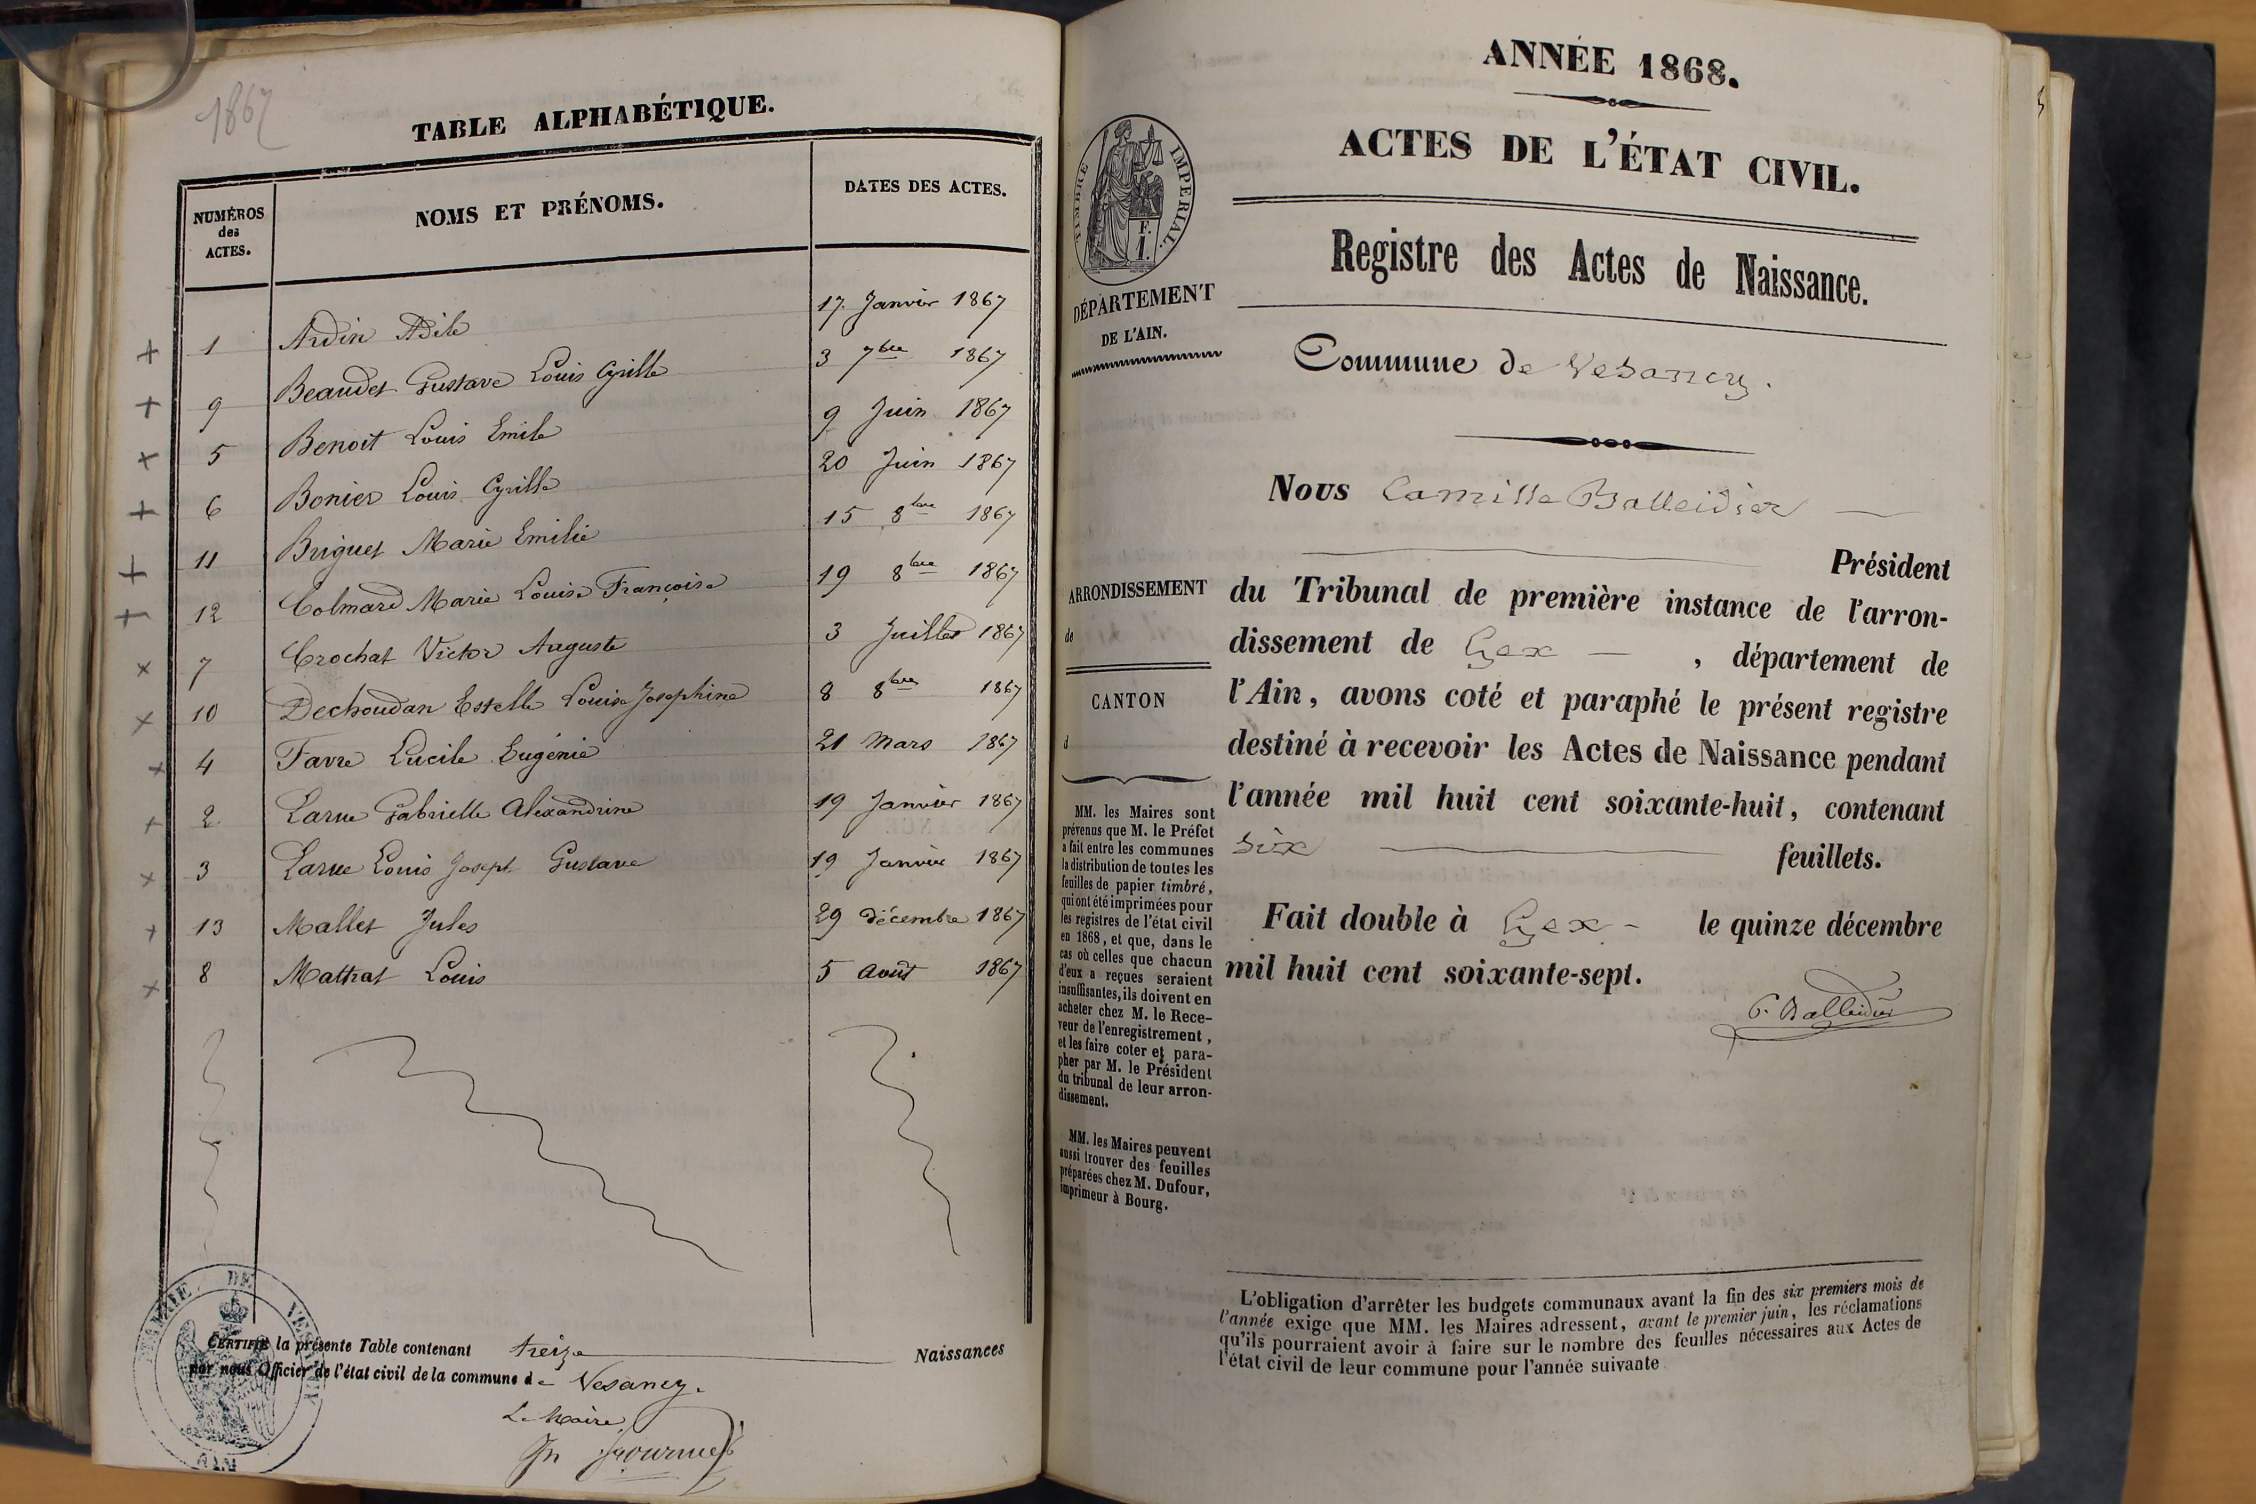 1867
TABLE ALPHABÉTIQUE.
NUMÉROS des ACTES. NOMS ET PRÉNOMS. DATES DES ACTES.
1 Ardin Adile 17 Janvier 1867
9 Beaudet Gustave Louis Cyrille 3 7bre 1867
5 Benoit Louis Emile 9 Juin 1867
6 Bonier Louis Cyrille 20 Juin 1867
11 Briguet Marie Emilie 15 8bre 1867
12 Colmard Marie Louise Françoise 19 8bre 1867
7 Crochat Victor Auguste 3 Juillet 1867
10 Dechoudan Estelle Louise Josephine 8 8bre 1867
4 Favre Lucile Eugénie 21 Mars 1867
2 Larue Gabrielle Alexandrine 19 Janvier 1867
3 Larue Louis Joseph Gustave 19 Janvier 1867
13 Mallet Jules 29 décembre 1867
8 Mathat Louis 5 Août 1867
CERTIFIÉ la présente Table contenant treize Naissances
par nous Officier de l'état civil de la commune de Vesancy.
Le Maire
MAIRIE DE VESANCY
AIN
ANNÉE 1868.
ACTES DE L'ÉTAT CIVIL.
TIMBRE IMPÉRIAL.
F.
1.
DÉPARTEMENT
DE L'AIN.
Registre des Actes de Naissance.
Commune de Vesancy.
Nous Camille Balleidier
Président
du Tribunal de première instance de l'arron-
dissement de Gex , département de
l'Ain, avons coté et paraphé le présent registre
destiné à recevoir les Actes de Naissance pendant
l'année mil huit cent soixante-huit, contenant
six feuillets.
Fait double à Gex le quinze décembre
mil huit cent soixante-sept.
C. Balleidier
ARRONDISSEMENT
de
CANTON
d
MM. les Maires sont
prévenus que M. le Préfet
a fait entre les communes
la distribution de toutes les
feuilles de papier timbré,
qui ont été imprimées pour
les registres de l'état civil
en 1868, et que, dans le
cas où celles que chacun
d'eux a reçues seraient
insuffisantes, ils doivent en
acheter chez M. le Rece-
veur de l'enregistrement,
et les faire coter et para-
pher par M. le Président
du tribunal de leur arron-
dissement.
MM. les Maires peuvent
aussi trouver des feuilles
préparées chez M. Dufour,
imprimeur à Bourg.
L'obligation d'arrêter les budgets communaux avant la fin des six premiers mois de
l'année exige que MM. les Maires adressent, avant le premier juin, les réclamations
qu'ils pourraient avoir à faire sur le nombre des feuilles nécessaires aux Actes de
l'état civil de leur commune pour l'année suivante